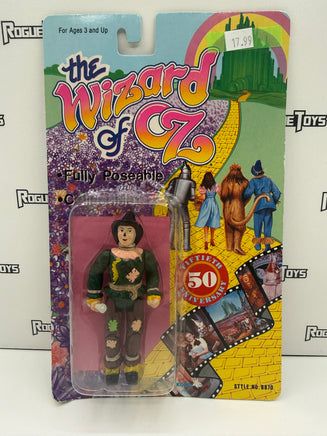 For Ages 3 and Up
17.99
the
Wizard
of OZ
•Fully Poseable
FIFTIETH
50
ANNIVERSARY
STYLE NO.
ROGUE TOYS